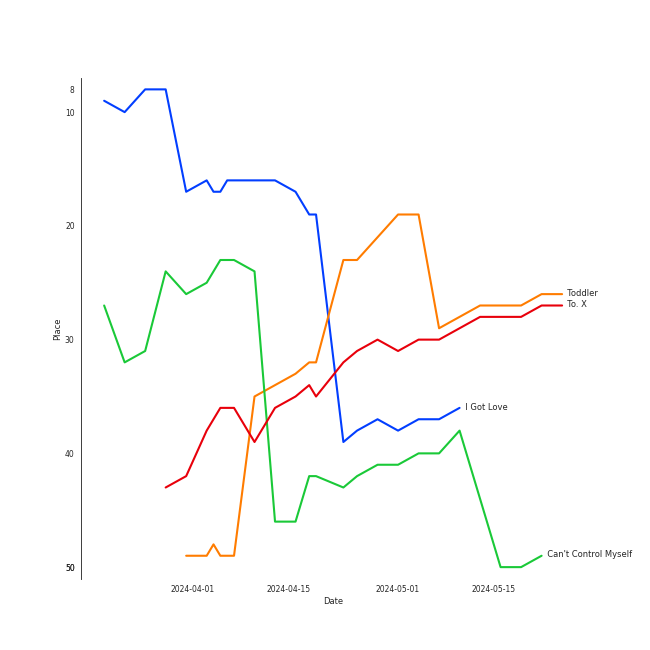 8
10
20
30
40
50
Place
Toddler
To. X
I Got Love
Can't Control Myself
2024-04-01
2024-04-15
2024-05-01
2024-05-15
Date